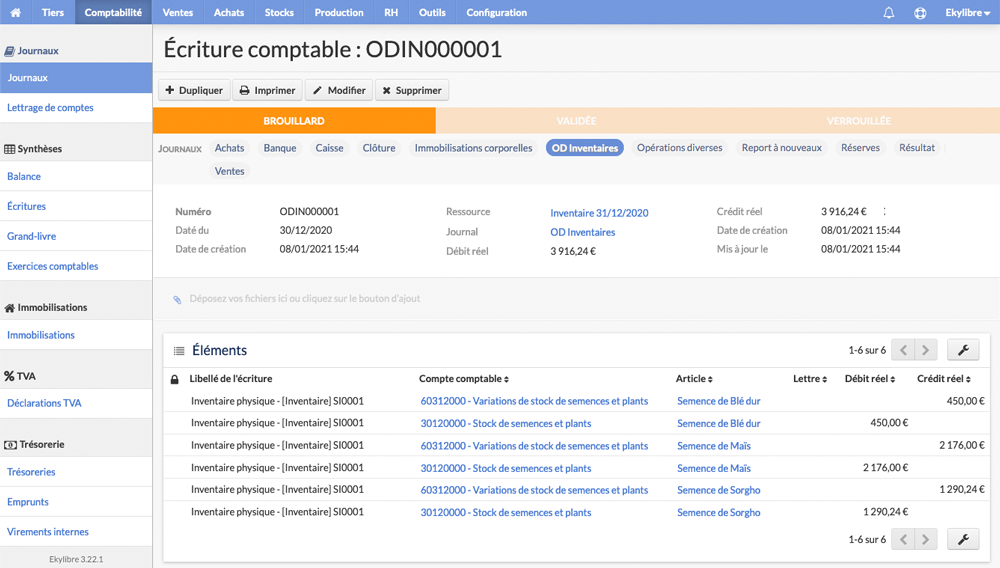 Tiers Comptabilité Ventes Achats Stocks Production RH Outils Configuration Ekylibre
Journaux
Journaux
Lettrage de comptes
Synthèses
Balance
Écritures
Grand-livre
Exercices comptables
Immobilisations
Immobilisations
TVA
Déclarations TVA
Trésorerie
Trésoreries
Emprunts
Virements internes
Ekylibre 3.22.1
Écriture comptable : ODIN000001
Dupliquer Imprimer Modifier Supprimer
BROUILLARD VALIDÉE VERROUILLÉE
JOURNAUX Achats Banque Caisse Clôture Immobilisations corporelles OD Inventaires Opérations diverses Report à nouveaux Réserves Résultat
Ventes
Numéro ODIN000001 Ressource Inventaire 31/12/2020 Crédit réel 3 916,24 € :
Daté du 30/12/2020 Journal OD Inventaires Date de création 08/01/2021 15:44
Date de création 08/01/2021 15:44 Débit réel 3 916,24 € Mis à jour le 08/01/2021 15:44
Déposez vos fichiers ici ou cliquez sur le bouton d'ajout
Éléments 1-6 sur 6
Libellé de l'écriture Compte comptable Article Lettre Débit réel Crédit réel
Inventaire physique - [Inventaire] SI0001 60312000 - Variations de stock de semences et plants Semence de Blé dur 450,00 €
Inventaire physique - [Inventaire] SI0001 30120000 - Stock de semences et plants Semence de Blé dur 450,00 €
Inventaire physique - [Inventaire] SI0001 60312000 - Variations de stock de semences et plants Semence de Maïs 2 176,00 €
Inventaire physique - [Inventaire] SI0001 30120000 - Stock de semences et plants Semence de Maïs 2 176,00 €
Inventaire physique - [Inventaire] SI0001 60312000 - Variations de stock de semences et plants Semence de Sorgho 1 290,24 €
Inventaire physique - [Inventaire] SI0001 30120000 - Stock de semences et plants Semence de Sorgho 1 290,24 €
1-6 sur 6